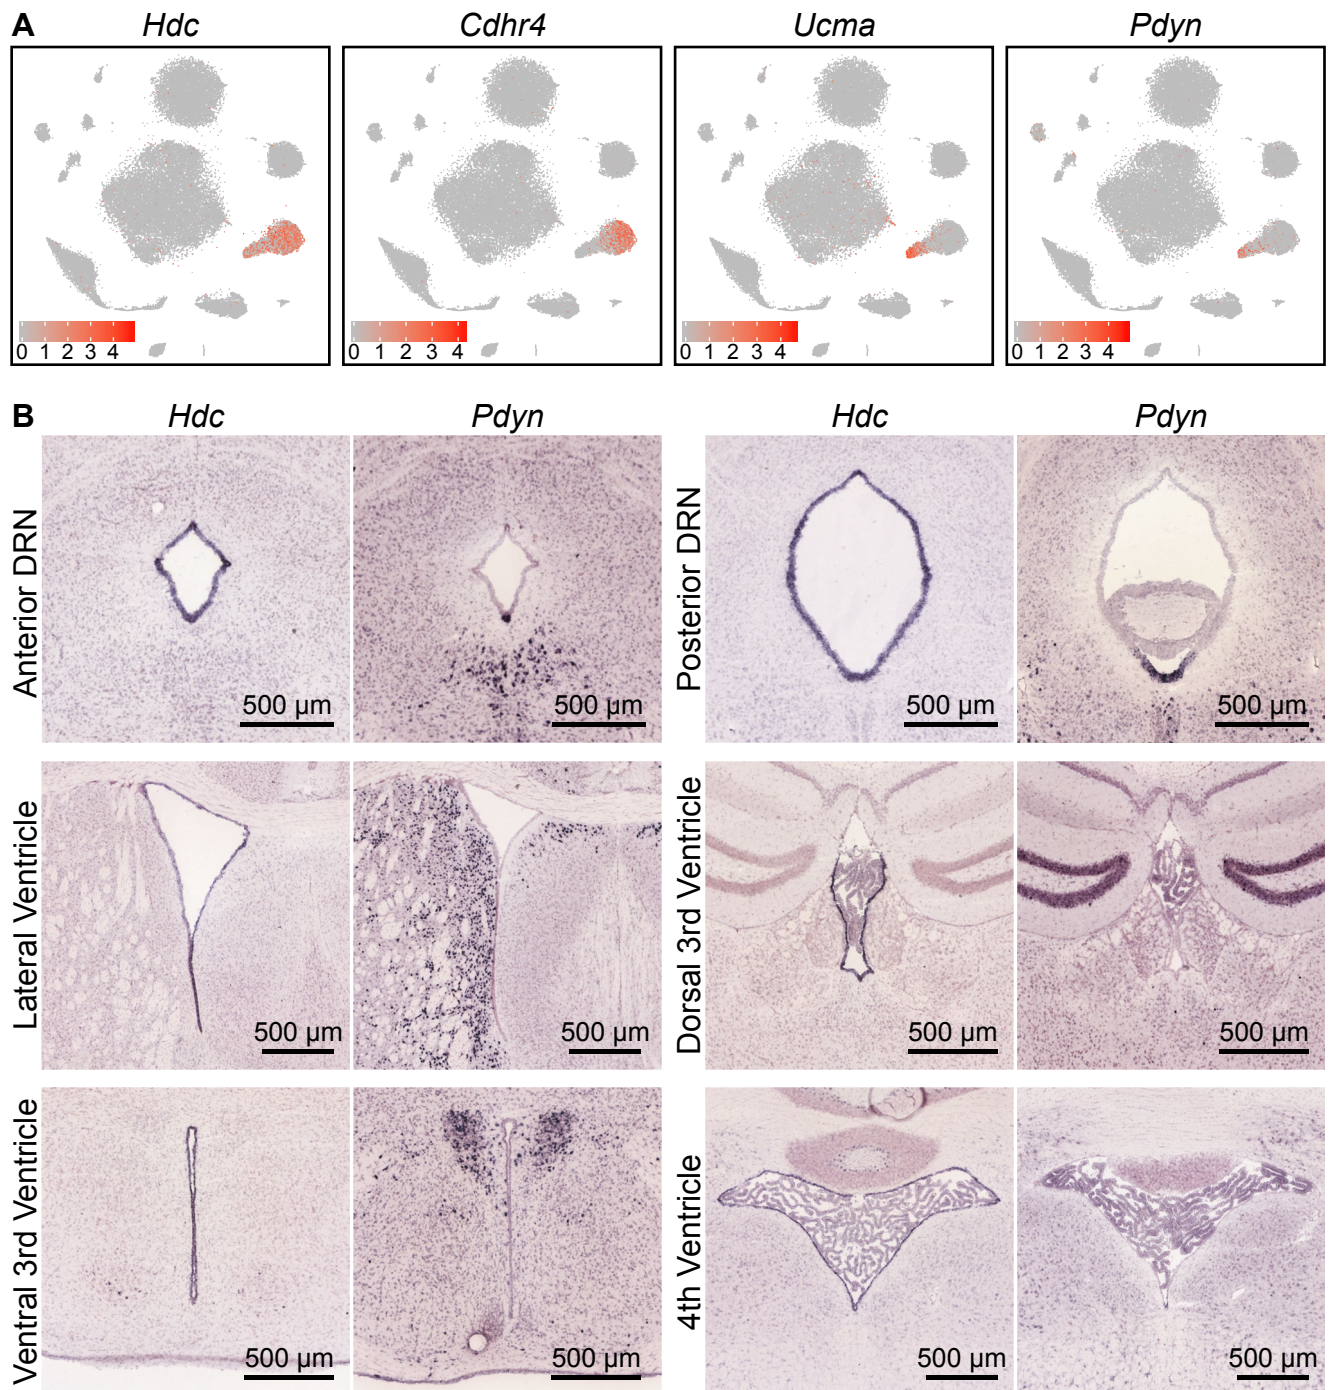 A
Hdc
Cdhr4
Ucma
Pdyn
0 1 2 3 4
0 1 2 3 4
0 1 2 3 4
0 1 2 3 4
B
Hdc
Pdyn
Hdc
Pdyn
Anterior DRN
500 µm
500 µm
Posterior DRN
500 µm
500 µm
Lateral Ventricle
500 µm
500 µm
Dorsal 3rd Ventricle
500 µm
500 µm
Ventral 3rd Ventricle
500 µm
500 µm
4th Ventricle
500 µm
500 µm